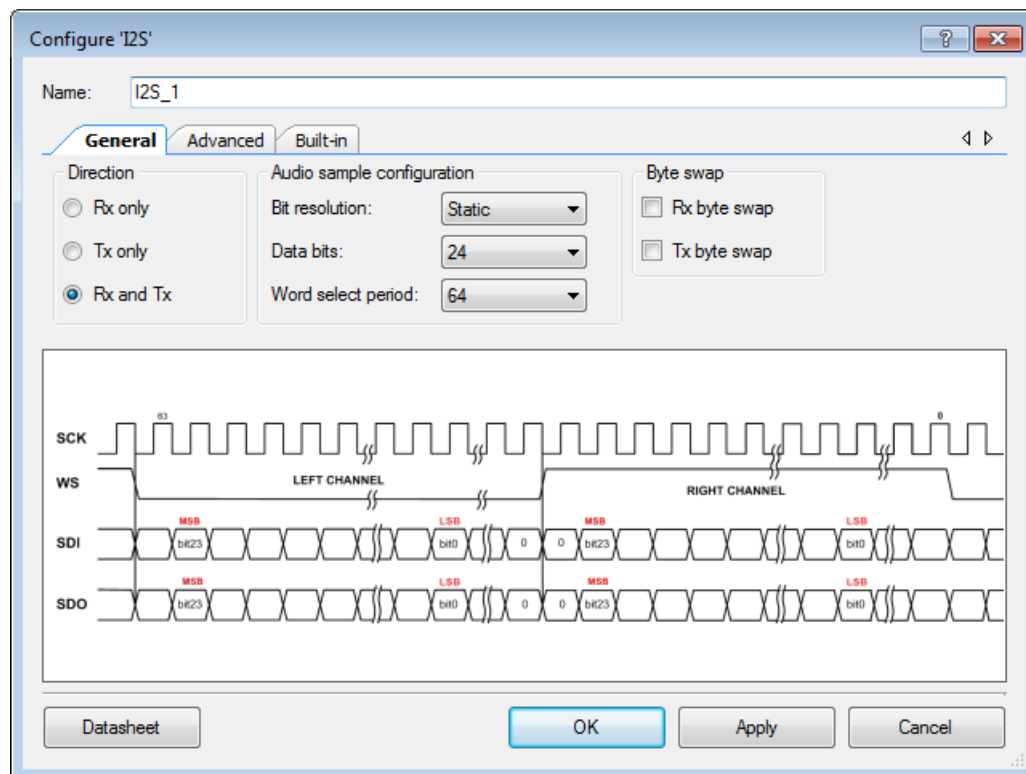 Configure 'I2S'
Name: I2S_1
General Advanced Built-in
Direction Audio sample configuration Byte swap
Rx only Bit resolution: Static Rx byte swap
Tx only Data bits: 24 Tx byte swap
Rx and Tx Word select period: 64
63 0
SCK
WS LEFT CHANNEL RIGHT CHANNEL
MSB LSB MSB LSB
SDI bit23 bit0 0 0 bit23 bit0
MSB LSB MSB LSB
SDO bit23 bit0 0 0 bit23 bit0
Datasheet OK Apply Cancel